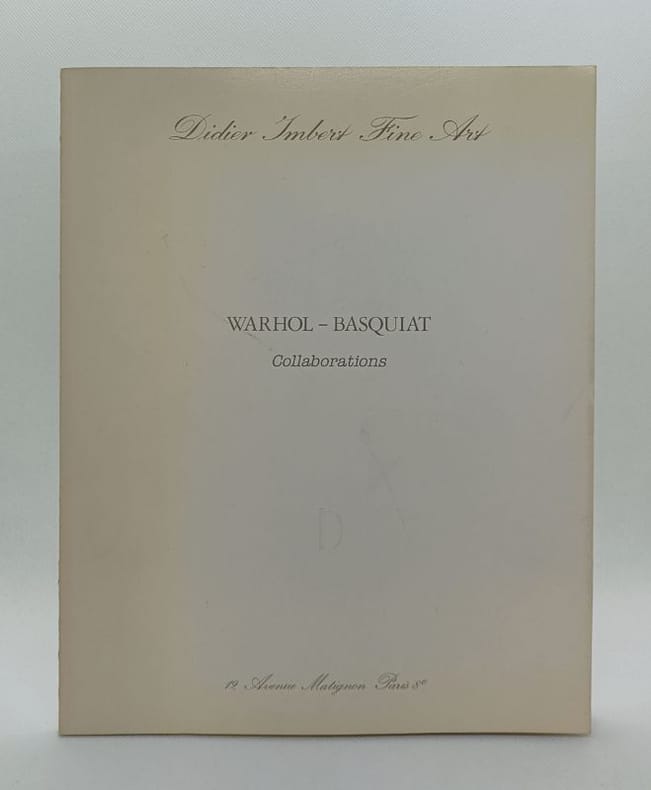 Didier Imbert Fine Art
WARHOL – BASQUIAT
Collaborations
19, Avenue Matignon Paris 8e